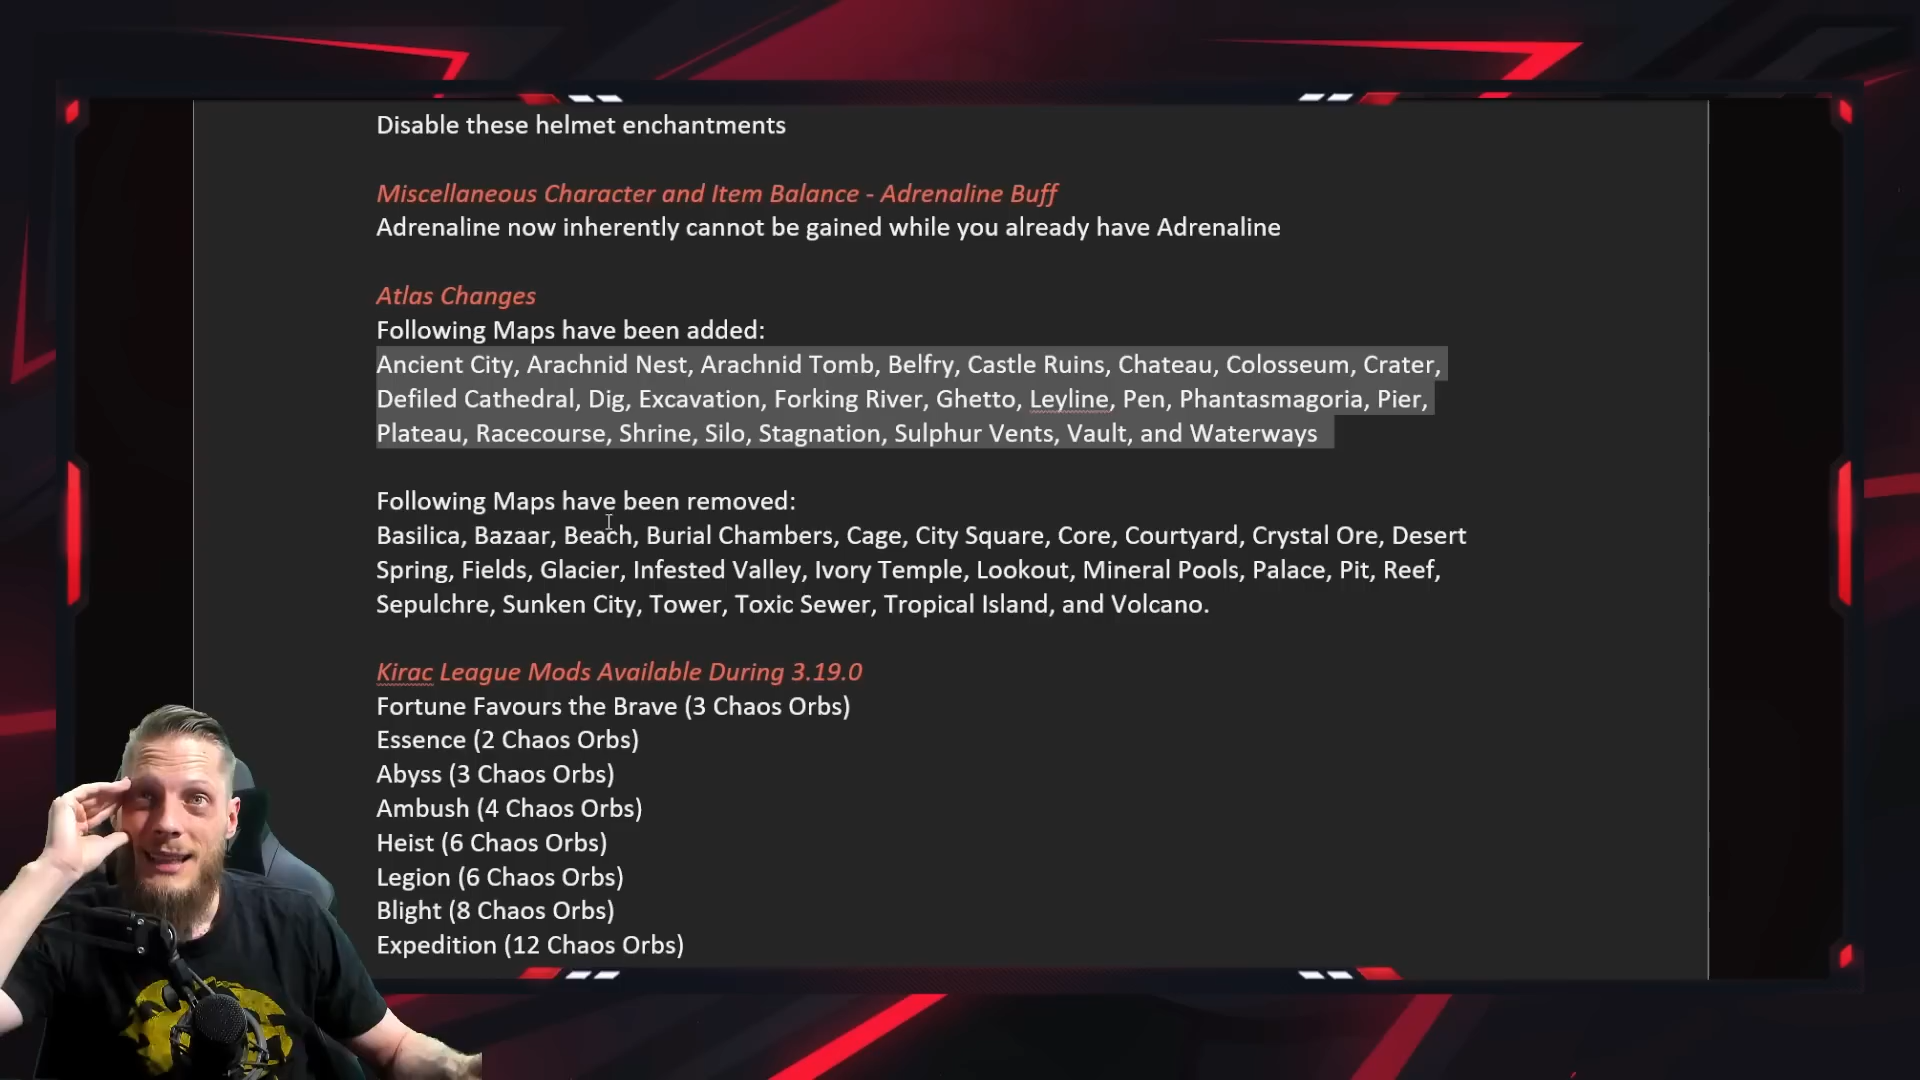 Disable these helmet enchantments
Miscellaneous Character and Item Balance - Adrenaline Buff
Adrenaline now inherently cannot be gained while you already have Adrenaline
Atlas Changes
Following Maps have been added:
Ancient City, Arachnid Nest, Arachnid Tomb, Belfry, Castle Ruins, Chateau, Colosseum, Crater,
Defiled Cathedral, Dig, Excavation, Forking River, Ghetto, Leyline, Pen, Phantasmagoria, Pier,
Plateau, Racecourse, Shrine, Silo, Stagnation, Sulphur Vents, Vault, and Waterways
Following Maps have been removed:
Basilica, Bazaar, Beach, Burial Chambers, Cage, City Square, Core, Courtyard, Crystal Ore, Desert
Spring, Fields, Glacier, Infested Valley, Ivory Temple, Lookout, Mineral Pools, Palace, Pit, Reef,
Sepulchre, Sunken City, Tower, Toxic Sewer, Tropical Island, and Volcano.
Kirac League Mods Available During 3.19.0
Fortune Favours the Brave (3 Chaos Orbs)
Essence (2 Chaos Orbs)
Abyss (3 Chaos Orbs)
Ambush (4 Chaos Orbs)
Heist (6 Chaos Orbs)
Legion (6 Chaos Orbs)
Blight (8 Chaos Orbs)
Expedition (12 Chaos Orbs)